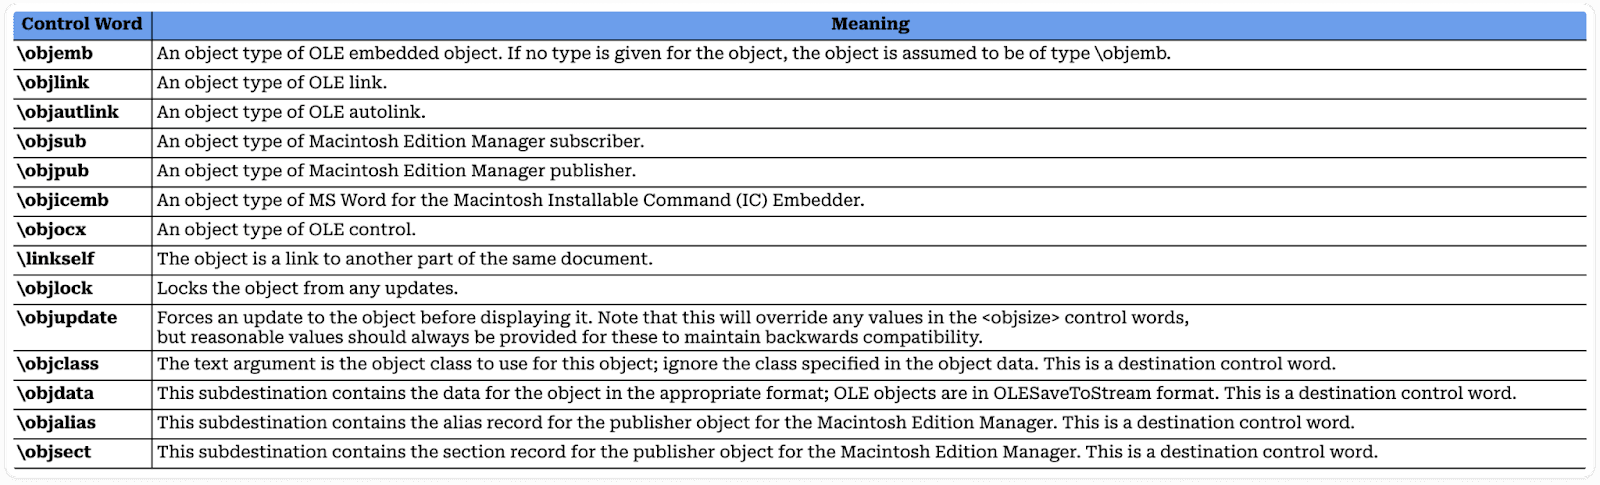 Control Word Meaning
\objemb An object type of OLE embedded object. If no type is given for the object, the object is assumed to be of type \objemb.
\objlink An object type of OLE link.
\objautlink An object type of OLE autolink.
\objsub An object type of Macintosh Edition Manager subscriber.
\objpub An object type of Macintosh Edition Manager publisher.
\objicemb An object type of MS Word for the Macintosh Installable Command (IC) Embedder.
\objocx An object type of OLE control.
\linkself The object is a link to another part of the same document.
\objlock Locks the object from any updates.
\objupdate Forces an update to the object before displaying it. Note that this will override any values in the <objsize> control words,
but reasonable values should always be provided for these to maintain backwards compatibility.
\objclass The text argument is the object class to use for this object; ignore the class specified in the object data. This is a destination control word.
\objdata This subdestination contains the data for the object in the appropriate format; OLE objects are in OLESaveToStream format. This is a destination control word.
\objalias This subdestination contains the alias record for the publisher object for the Macintosh Edition Manager. This is a destination control word.
\objsect This subdestination contains the section record for the publisher object for the Macintosh Edition Manager. This is a destination control word.